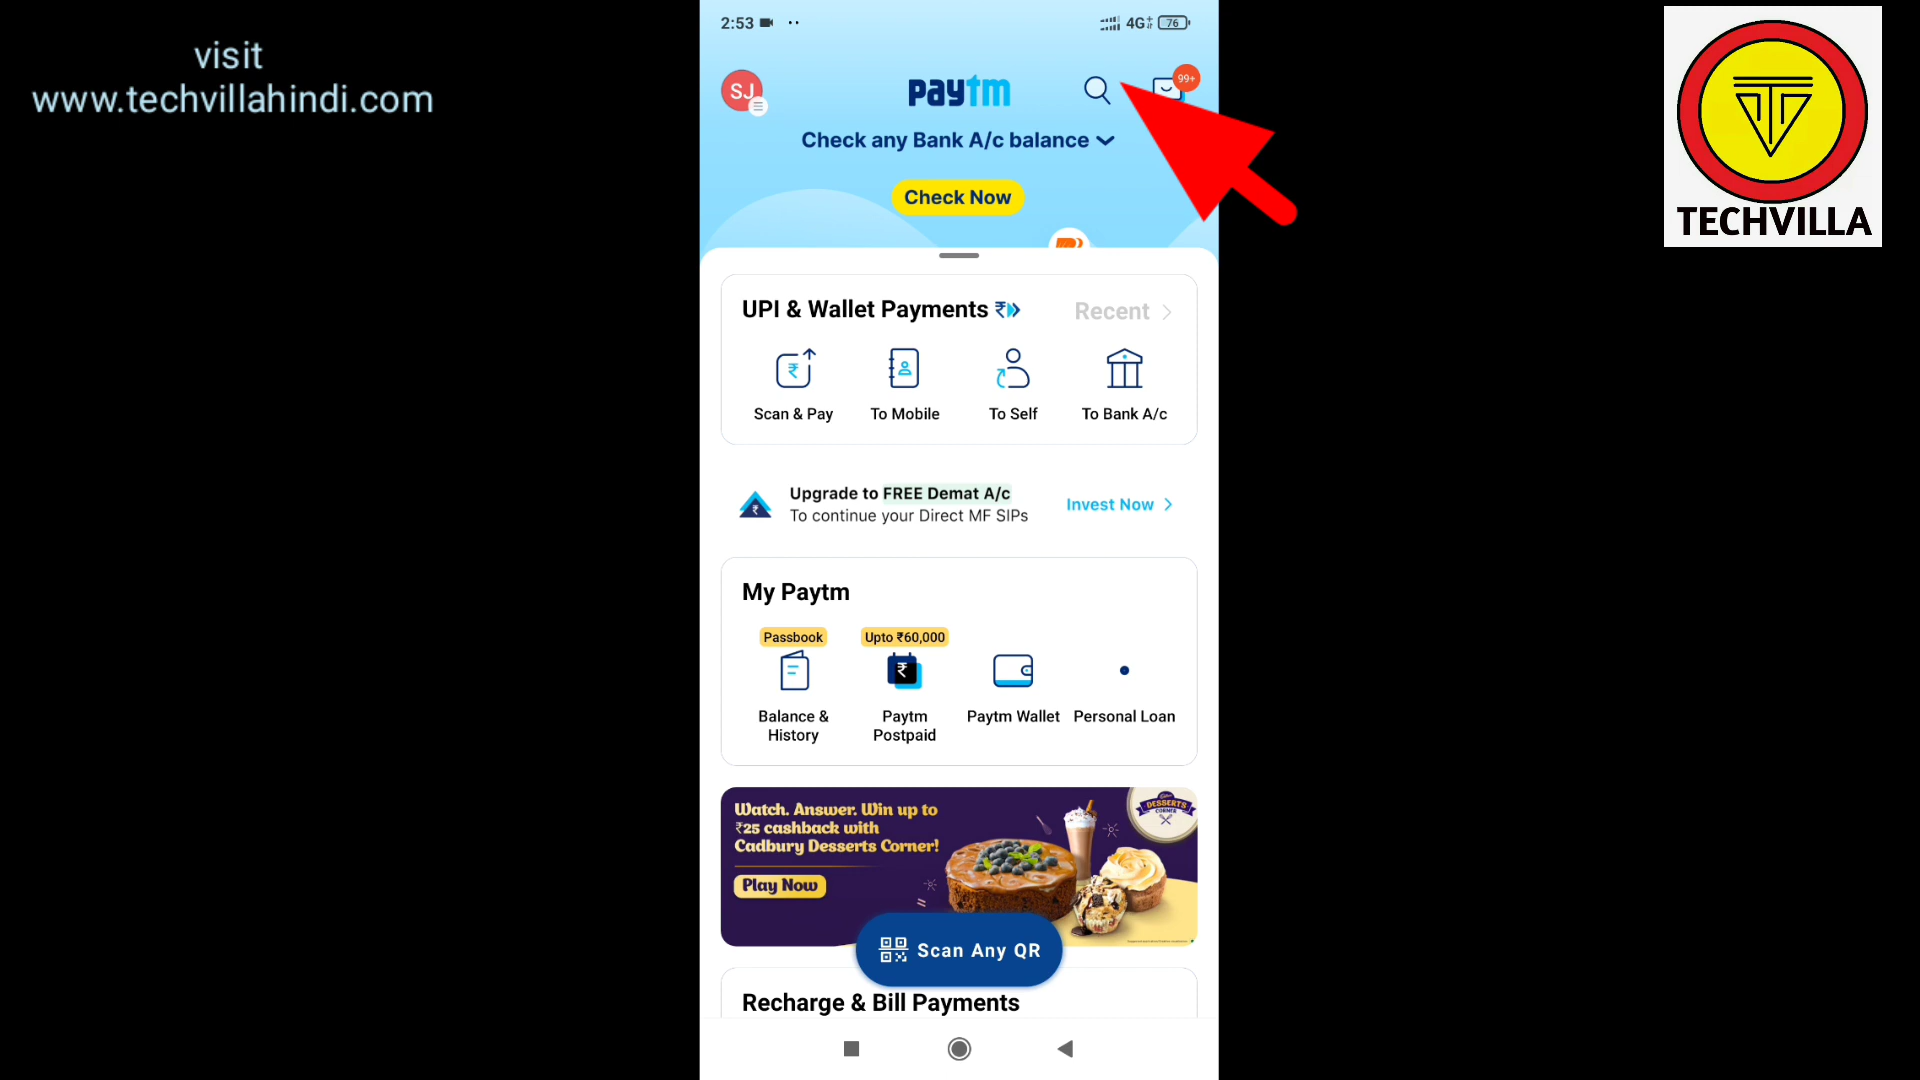 visit
www.techvillahindi.com
2:53
4G
76
SJ
paytm
99+
Check any Bank A/c balance
Check Now
UPI & Wallet Payments
Recent
Scan & Pay
To Mobile
To Self
To Bank A/c
Upgrade to FREE Demat A/c
To continue your Direct MF SIPs
Invest Now
My Paytm
Passbook
Upto ₹60,000
Balance &
History
Paytm
Postpaid
Paytm Wallet
Personal Loan
Watch. Answer. Win up to
₹25 cashback with
Cadbury Desserts Corner!
Play Now
DESSERTS
CORNER
Scan Any QR
Recharge & Bill Payments
TECHVILLA